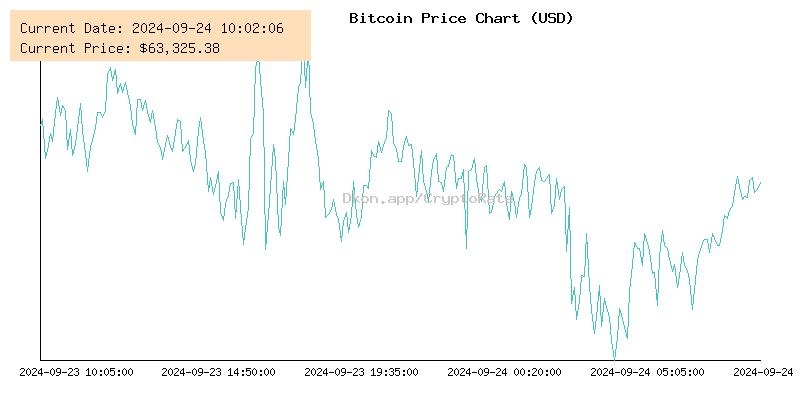 Bitcoin Price Chart (USD)
Current Date: 2024-09-24 10:02:06
Current Price: $63,325.38
Dkon.app/CryptoRate
2024-09-23 10:05:00 2024-09-23 14:50:00 2024-09-23 19:35:00 2024-09-24 00:20:00 2024-09-24 05:05:00 2024-09-24